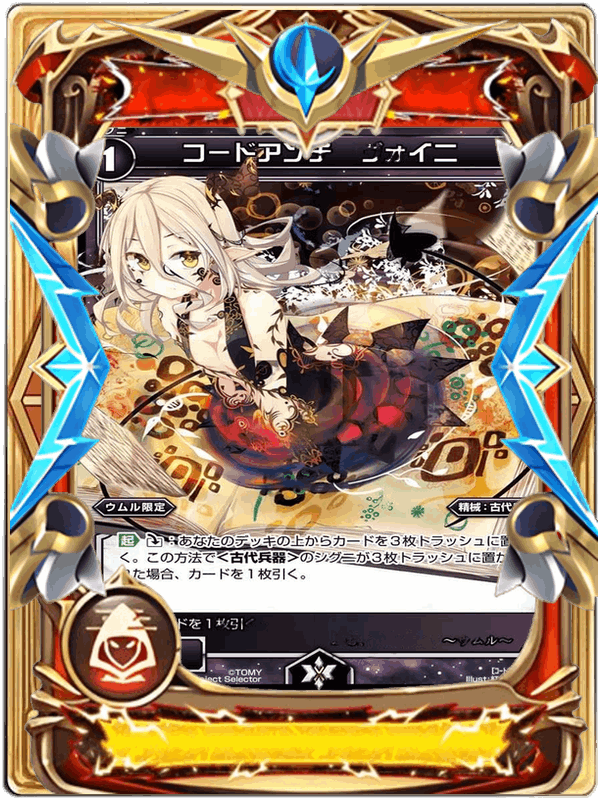 1
コードアンチ ヴォイニ
ウムル限定
精械：古代
起 ：あなたのデッキの上からカードを３枚トラッシュに置
く。この方法で＜古代兵器＞のシグニが３枚トラッシュに置か
れた場合、カードを１枚引く。
ドを１枚引
～ウムル～
©TOMY
ject Selector
Illust.